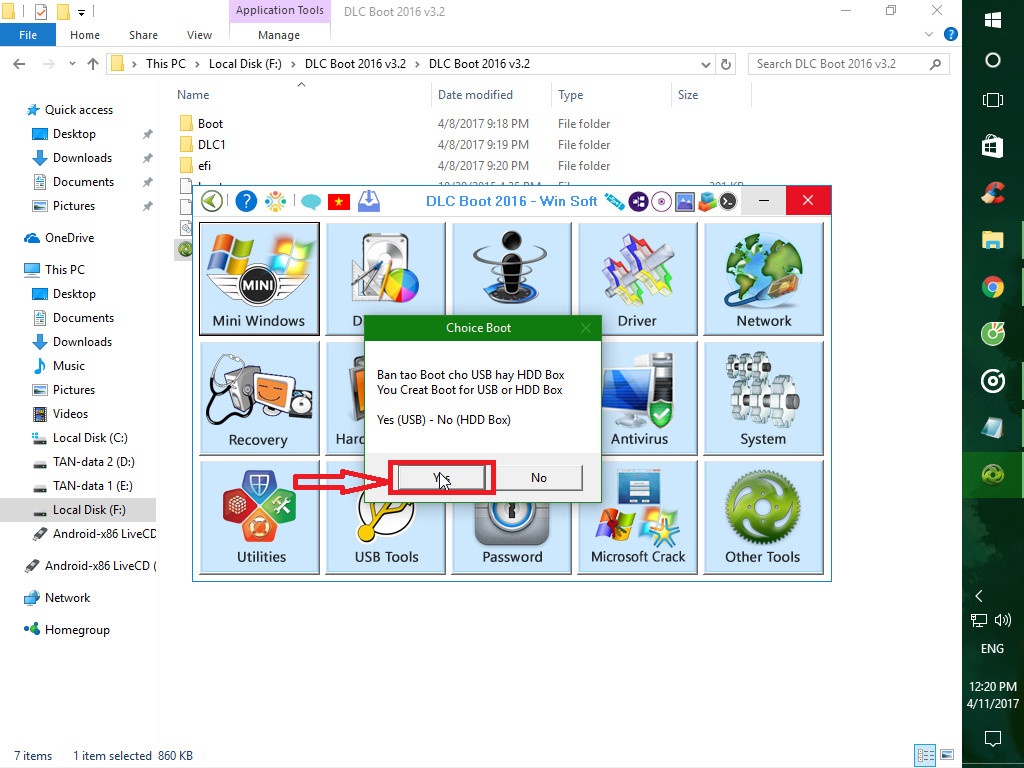 Application Tools
DLC Boot 2016 v3.2
File
Home
Share
View
Manage
This PC
Local Disk (F:)
DLC Boot 2016 v3.2
DLC Boot 2016 v3.2
Search DLC Boot 2016 v3.2
Name
Date modified
Type
Size
Quick access
Desktop
Downloads
Documents
Pictures
OneDrive
This PC
Desktop
Documents
Downloads
Music
Pictures
Videos
Local Disk (C:)
TAN-data 2 (D:)
TAN-data 1 (E:)
Local Disk (F:)
Android-x86 LiveCD
Android-x86 LiveCD (
Network
Homegroup
Boot
4/8/2017 9:18 PM
File folder
DLC1
4/8/2017 9:19 PM
File folder
efi
4/8/2017 9:20 PM
File folder
DLC Boot 2016 - Win Soft
MINI
Mini Windows
Driver
Network
Recovery
Hard
Antivirus
System
Utilities
USB Tools
Password
Microsoft Crack
Other Tools
Choice Boot
Ban tao Boot cho USB hay HDD Box
You Creat Boot for USB or HDD Box
Yes (USB) - No (HDD Box)
No
7 items
1 item selected 860 KB
ENG
12:20 PM
4/11/2017